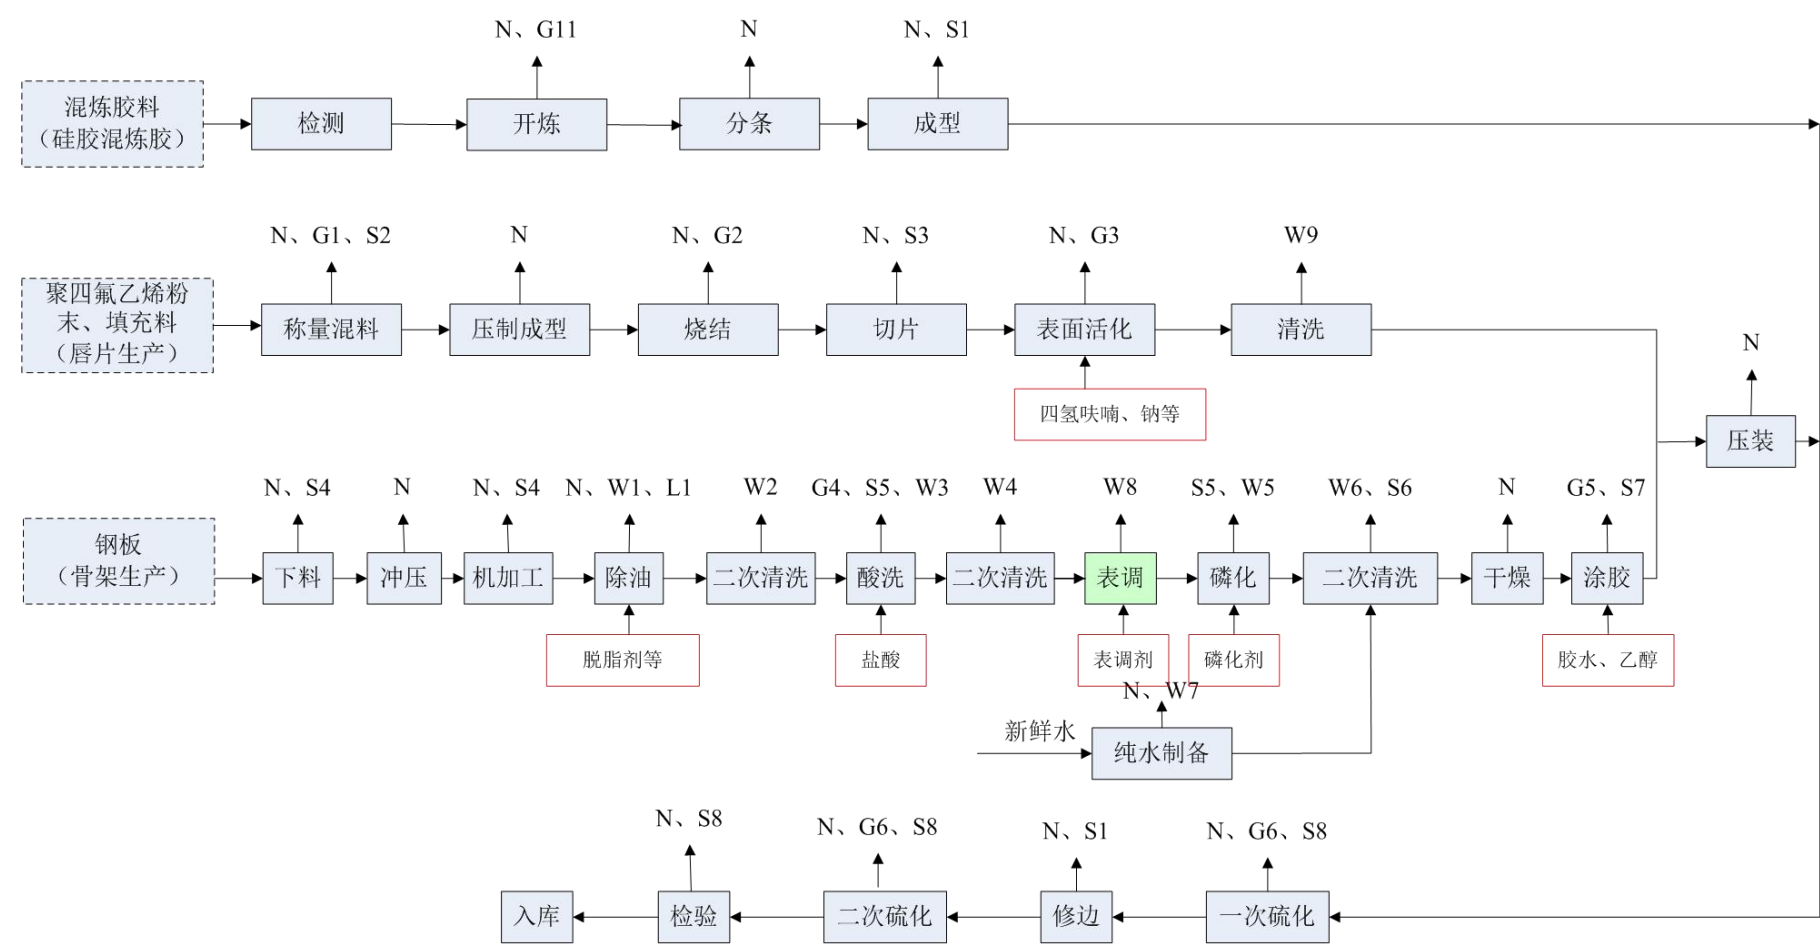 N、G11
N
N、S1
混炼胶料
（硅胶混炼胶）
检测
开炼
分条
成型
N、G1、S2
N
N、G2
N、S3
N、G3
W9
聚四氟乙烯粉
末、填充料
（唇片生产）
称量混料
压制成型
烧结
切片
表面活化
清洗
N
四氢呋喃、钠等
压装
N、S4
N
N、S4
N、W1、L1
W2
G4、S5、W3
W4
W8
S5、W5
W6、S6
N
G5、S7
钢板
（骨架生产）
下料
冲压
机加工
除油
二次清洗
酸洗
二次清洗
表调
磷化
二次清洗
干燥
涂胶
脱脂剂等
盐酸
表调剂
磷化剂
胶水、乙醇
N、W7
新鲜水
纯水制备
N、S8
N、G6、S8
N、S1
N、G6、S8
入库
检验
二次硫化
修边
一次硫化